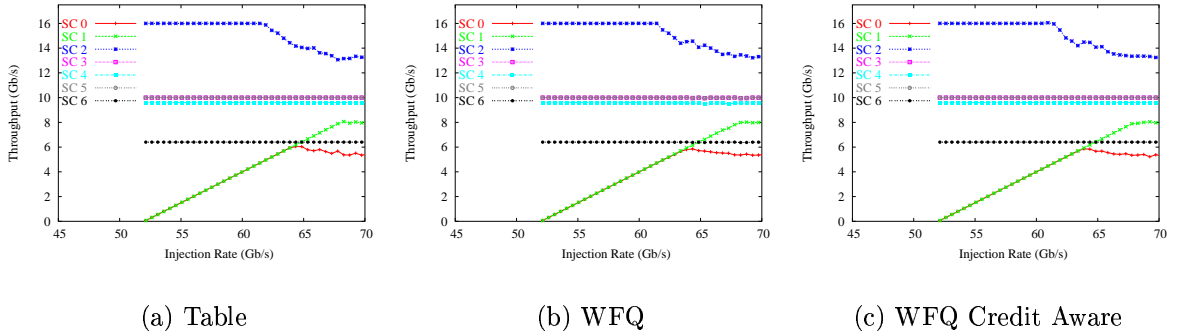 Throughput (Gb/s)
16
14
12
10
8
6
4
2
0
SC 0
SC 1
SC 2
SC 3
SC 4
SC 5
SC 6
45
50
55
60
65
70
Injection Rate (Gb/s)
(a) Table
Throughput (Gb/s)
16
14
12
10
8
6
4
2
0
SC 0
SC 1
SC 2
SC 3
SC 4
SC 5
SC 6
45
50
55
60
65
70
Injection Rate (Gb/s)
(b) WFQ
Throughput (Gb/s)
16
14
12
10
8
6
4
2
0
SC 0
SC 1
SC 2
SC 3
SC 4
SC 5
SC 6
45
50
55
60
65
70
Injection Rate (Gb/s)
(c) WFQ Credit Aware